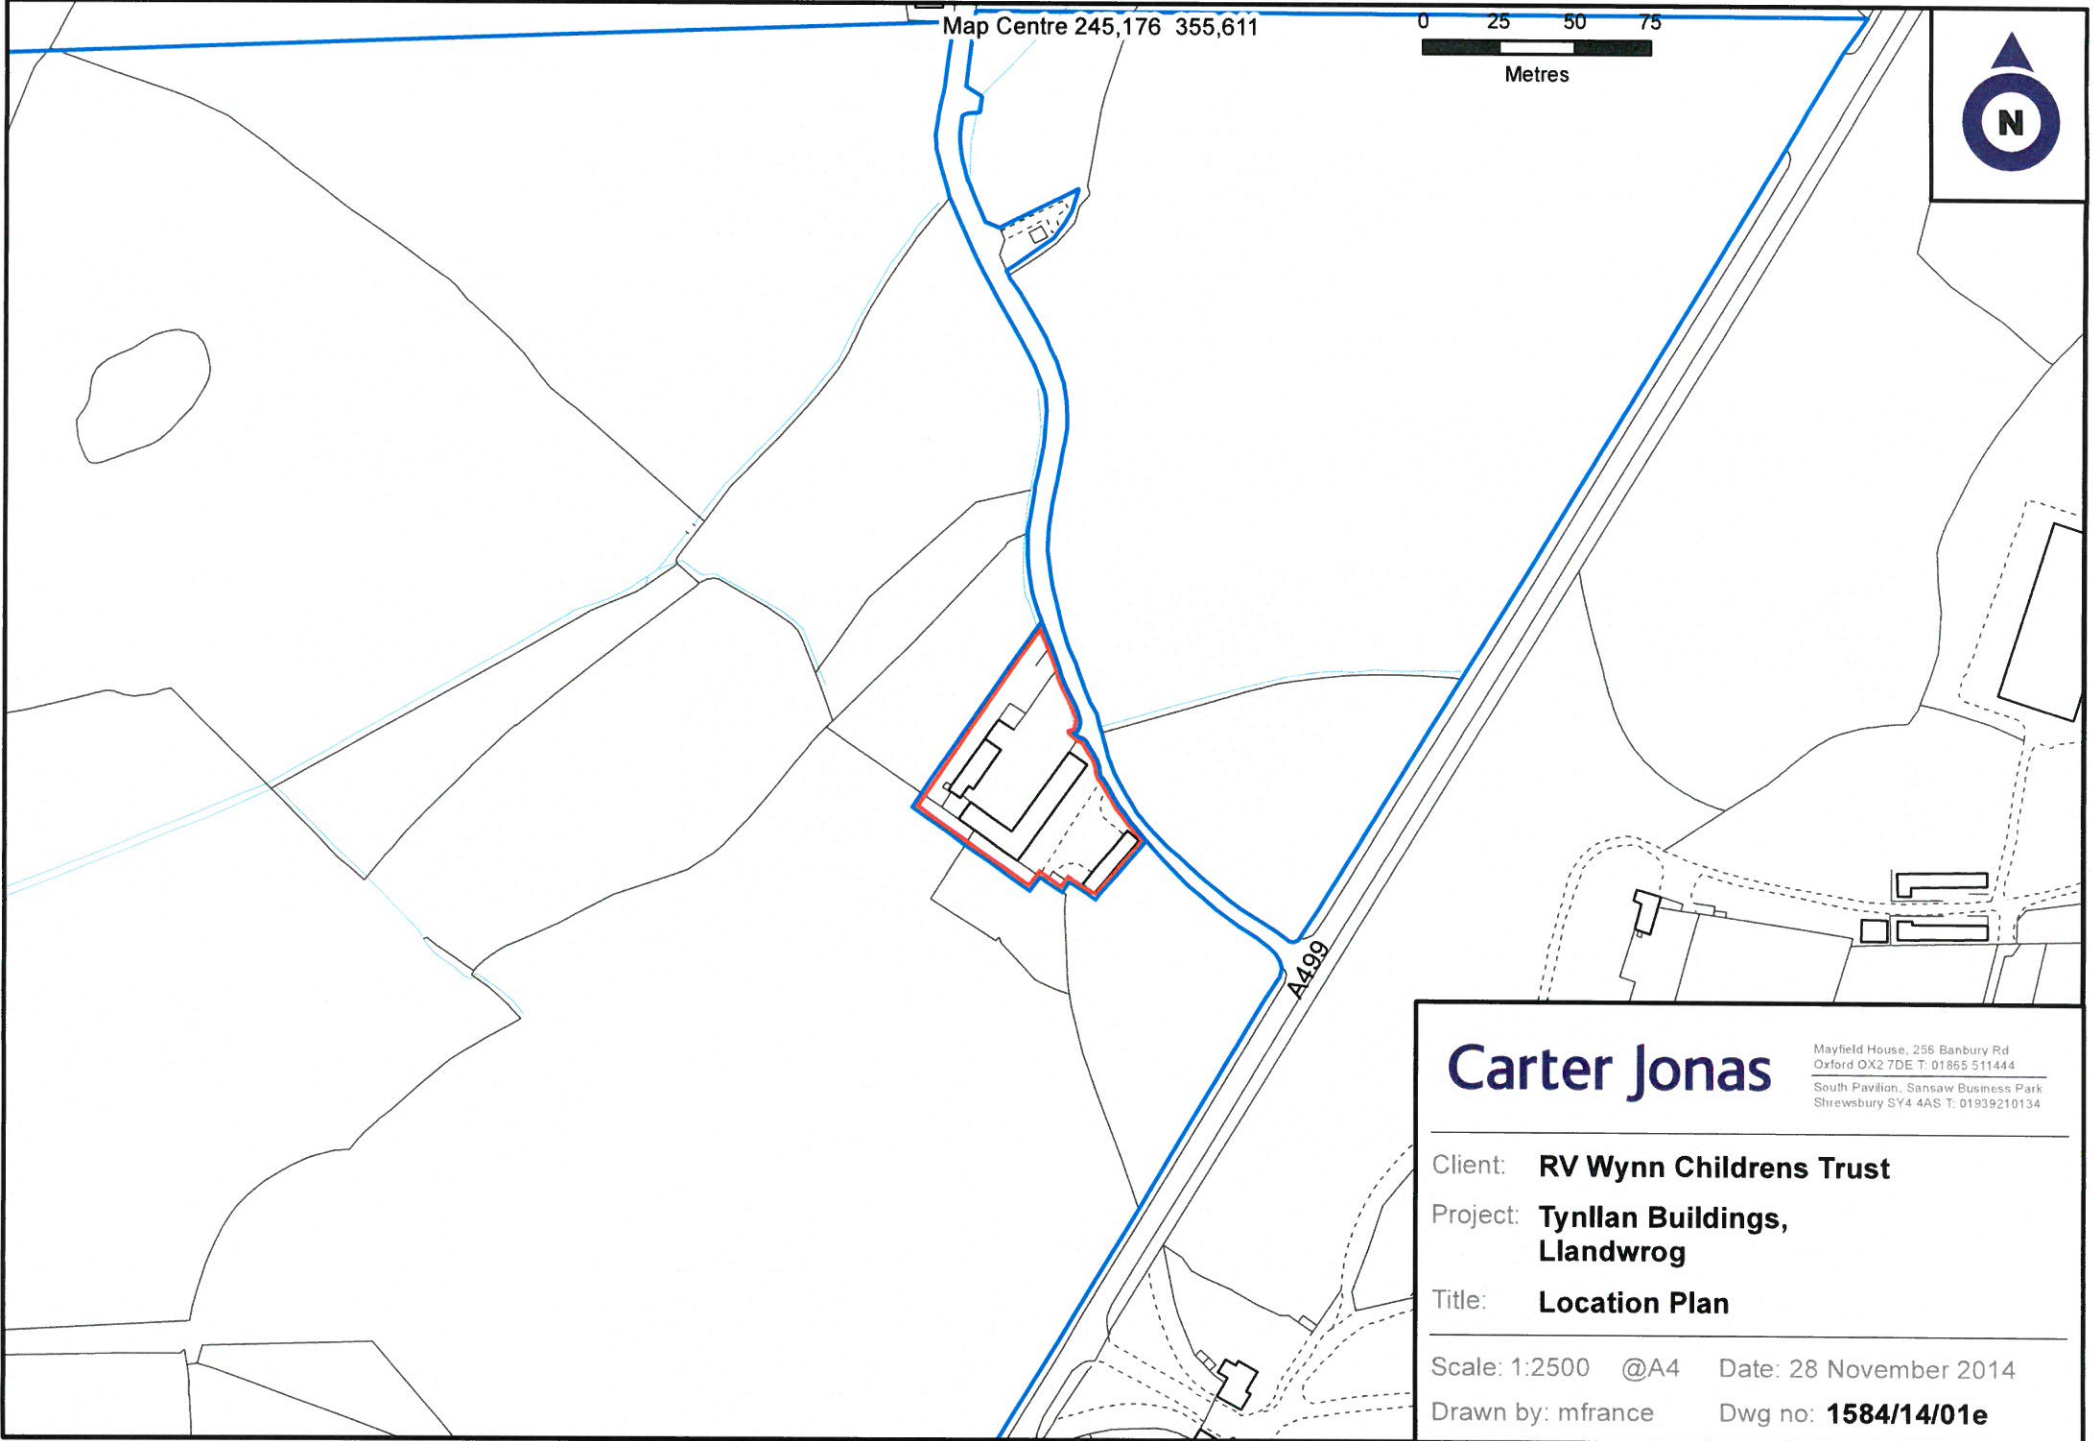 Map Centre 245,176 355,611
0 25 50 75
Metres
N
A499
Carter Jonas
Mayfield House, 256 Banbury Rd
Oxford OX2 7DE T: 01865 511444
South Pavilion, Sansaw Business Park
Shrewsbury SY4 4AS T: 01939210134
Client: RV Wynn Childrens Trust
Project: Tynllan Buildings,
Llandwrog
Title: Location Plan
Scale: 1:2500 @A4 Date: 28 November 2014
Drawn by: mfrance Dwg no: 1584/14/01e